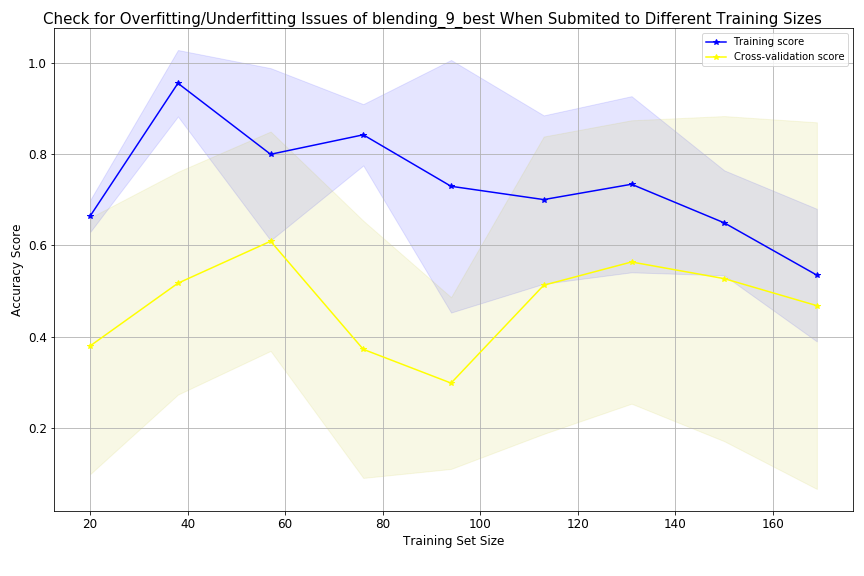 Check for Overfitting/Underfitting Issues of blending_9_best When Submited to Different Training Sizes
Training score
Cross-validation score
Accuracy Score
1.0
0.8
0.6
0.4
0.2
20 40 60 80 100 120 140 160
Training Set Size